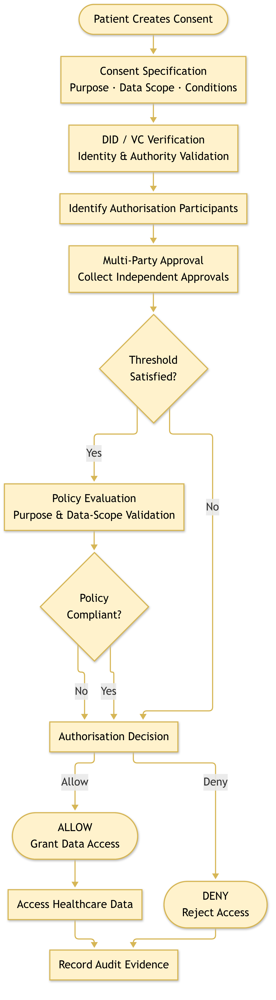 Patient Creates Consent
Consent Specification
Purpose · Data Scope · Conditions
DID / VC Verification
Identity & Authority Validation
Identify Authorisation Participants
Multi-Party Approval
Collect Independent Approvals
Threshold
Satisfied?
Yes
No
Policy Evaluation
Purpose & Data-Scope Validation
Policy
Compliant?
No
Yes
Authorisation Decision
Allow
Deny
ALLOW
Grant Data Access
Access Healthcare Data
DENY
Reject Access
Record Audit Evidence